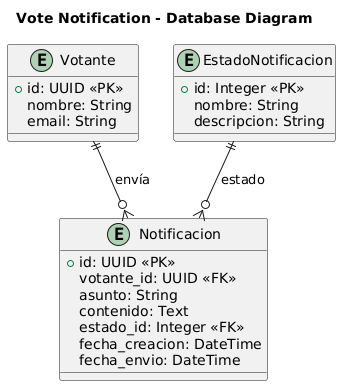 Vote Notification - Database Diagram
E Votante
id: UUID «PK»
nombre: String
email: String
E EstadoNotificacion
id: Integer «PK»
nombre: String
descripcion: String
envía
estado
E Notificacion
id: UUID «PK»
votante_id: UUID «FK»
asunto: String
contenido: Text
estado_id: Integer «FK»
fecha_creacion: DateTime
fecha_envio: DateTime